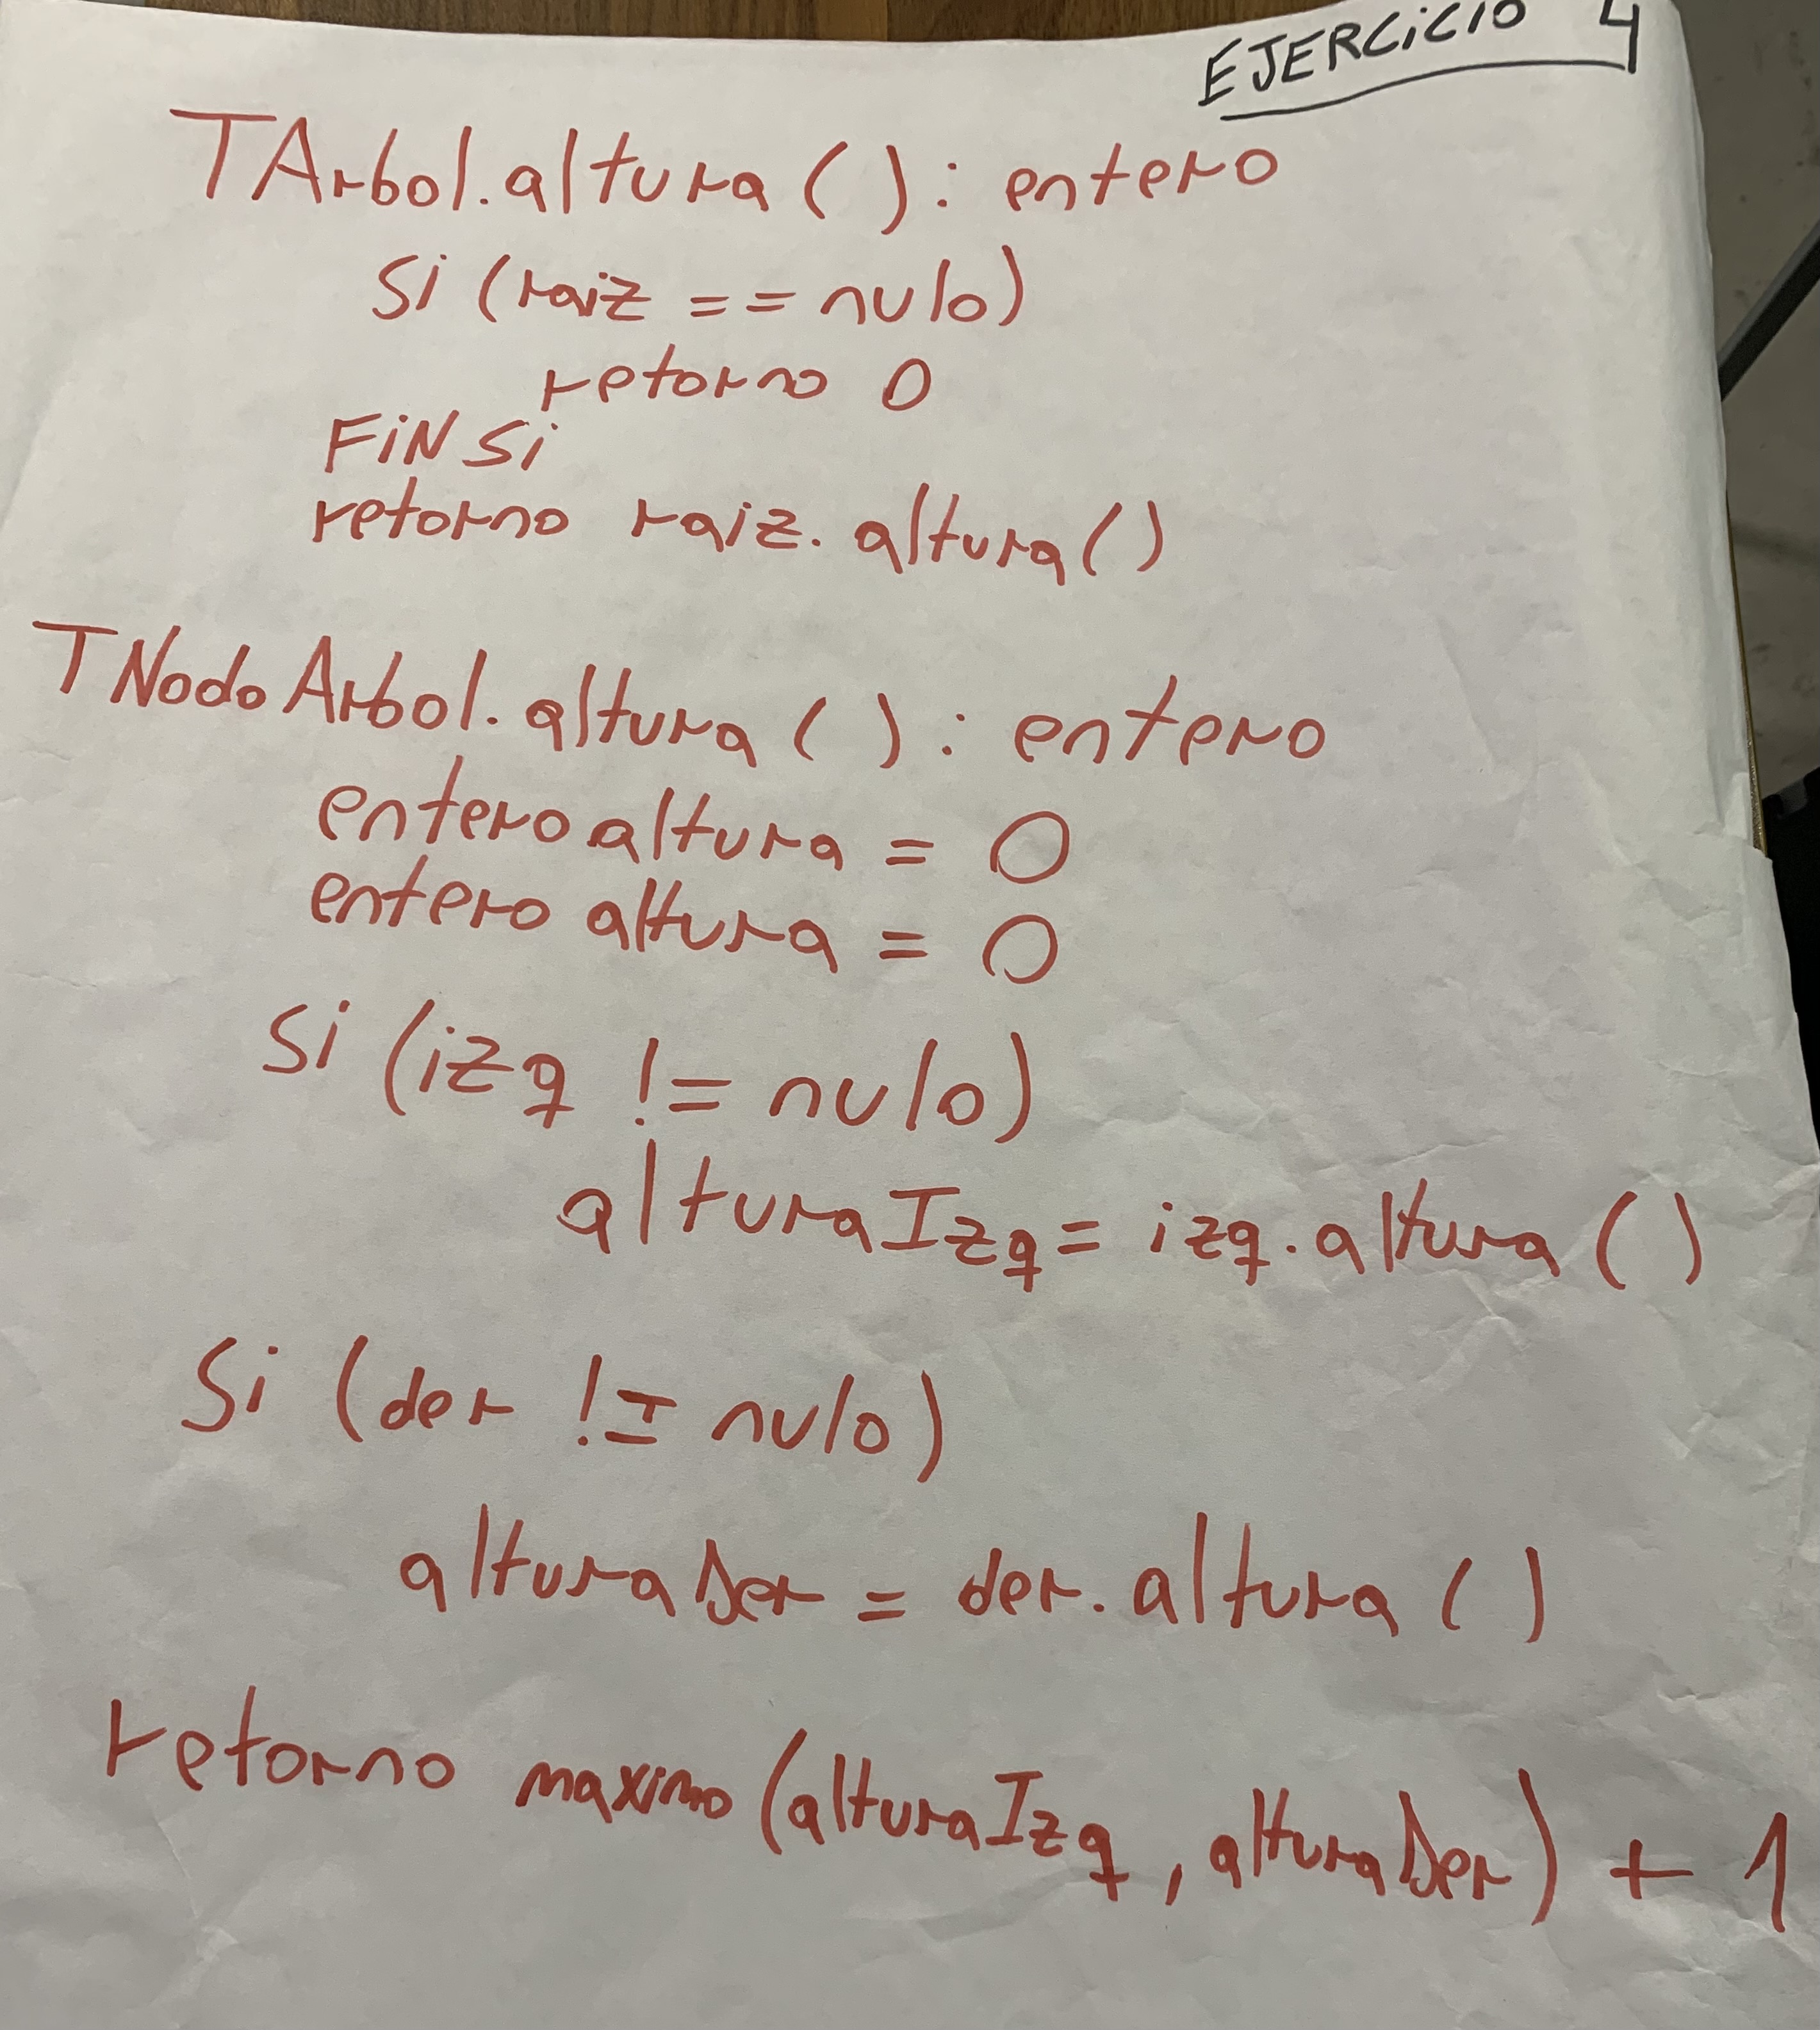 EJERCiCiO 4
TArbol.altura ( ) : entero
Si (raiz == nulo)
retorno 0
FiN Si
retorno raiz. altura()
TNodoArbol.altura ( ) : entero
entero altura = 0
entero altura = 0
Si (izq != nulo)
alturaIzq = izq.altura ( )
Si (der != nulo)
alturaDer = der.altura ( )
retorno maximo (alturaIzq, alturaDer) + 1